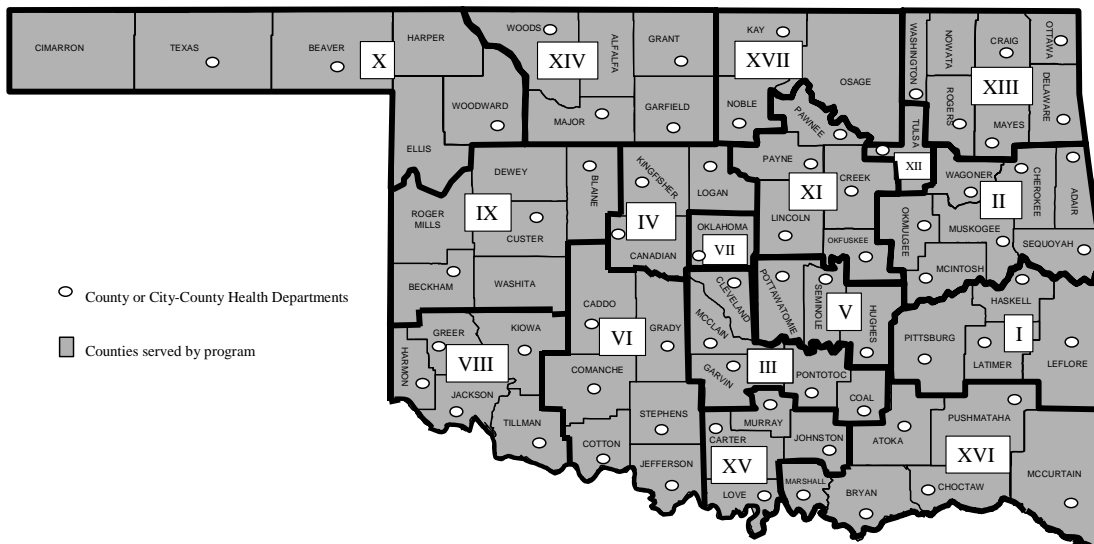 CIMARRON
TEXAS
BEAVER
X
HARPER
WOODWARD
ELLIS
WOODS
XIV
ALFALFA
GRANT
MAJOR
GARFIELD
KAY
XVII
OSAGE
NOBLE
PAWNEE
WASHINGTON
NOWATA
CRAIG
OTTAWA
XIII
ROGERS
MAYES
DELAWARE
TULSA
XII
DEWEY
BLAINE
IX
ROGER
MILLS
CUSTER
BECKHAM
WASHITA
KINGFISHER
LOGAN
IV
CANADIAN
OKLAHOMA
VII
PAYNE
CREEK
XI
LINCOLN
OKFUSKEE
WAGONER
CHEROKEE
ADAIR
II
OKMULGEE
MUSKOGEE
SEQUOYAH
MCINTOSH
County or City-County Health Departments
Counties served by program
CADDO
VI
GRADY
COMANCHE
STEPHENS
COTTON
JEFFERSON
GREER
KIOWA
HARMON
VIII
JACKSON
TILLMAN
CLEVELAND
MCCLAIN
GARVIN
III
PONTOTOC
COAL
POTTAWATOMIE
SEMINOLE
V
HUGHES
HASKELL
PITTSBURG
I
LATIMER
LEFLORE
MURRAY
CARTER
JOHNSTON
XV
LOVE
MARSHALL
ATOKA
PUSHMATAHA
XVI
BRYAN
CHOCTAW
MCCURTAIN